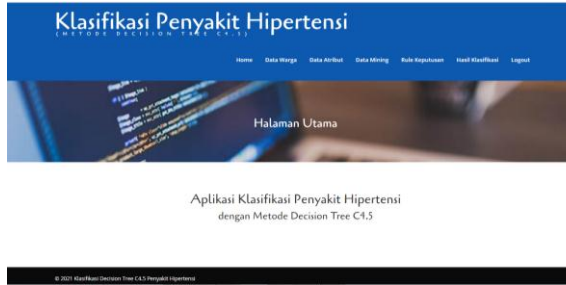 Klasifikasi Penyakit Hipertensi
(METODE DECISION TREE C4.5)
Home Data Warga Data Atribut Data Mining Rule Keputusan Hasil Klasifikasi Logout
Halaman Utama
Aplikasi Klasifikasi Penyakit Hipertensi
dengan Metode Decision Tree C4.5
© 2021 Klasifikasi Decision Tree C4.5 Penyakit Hipertensi